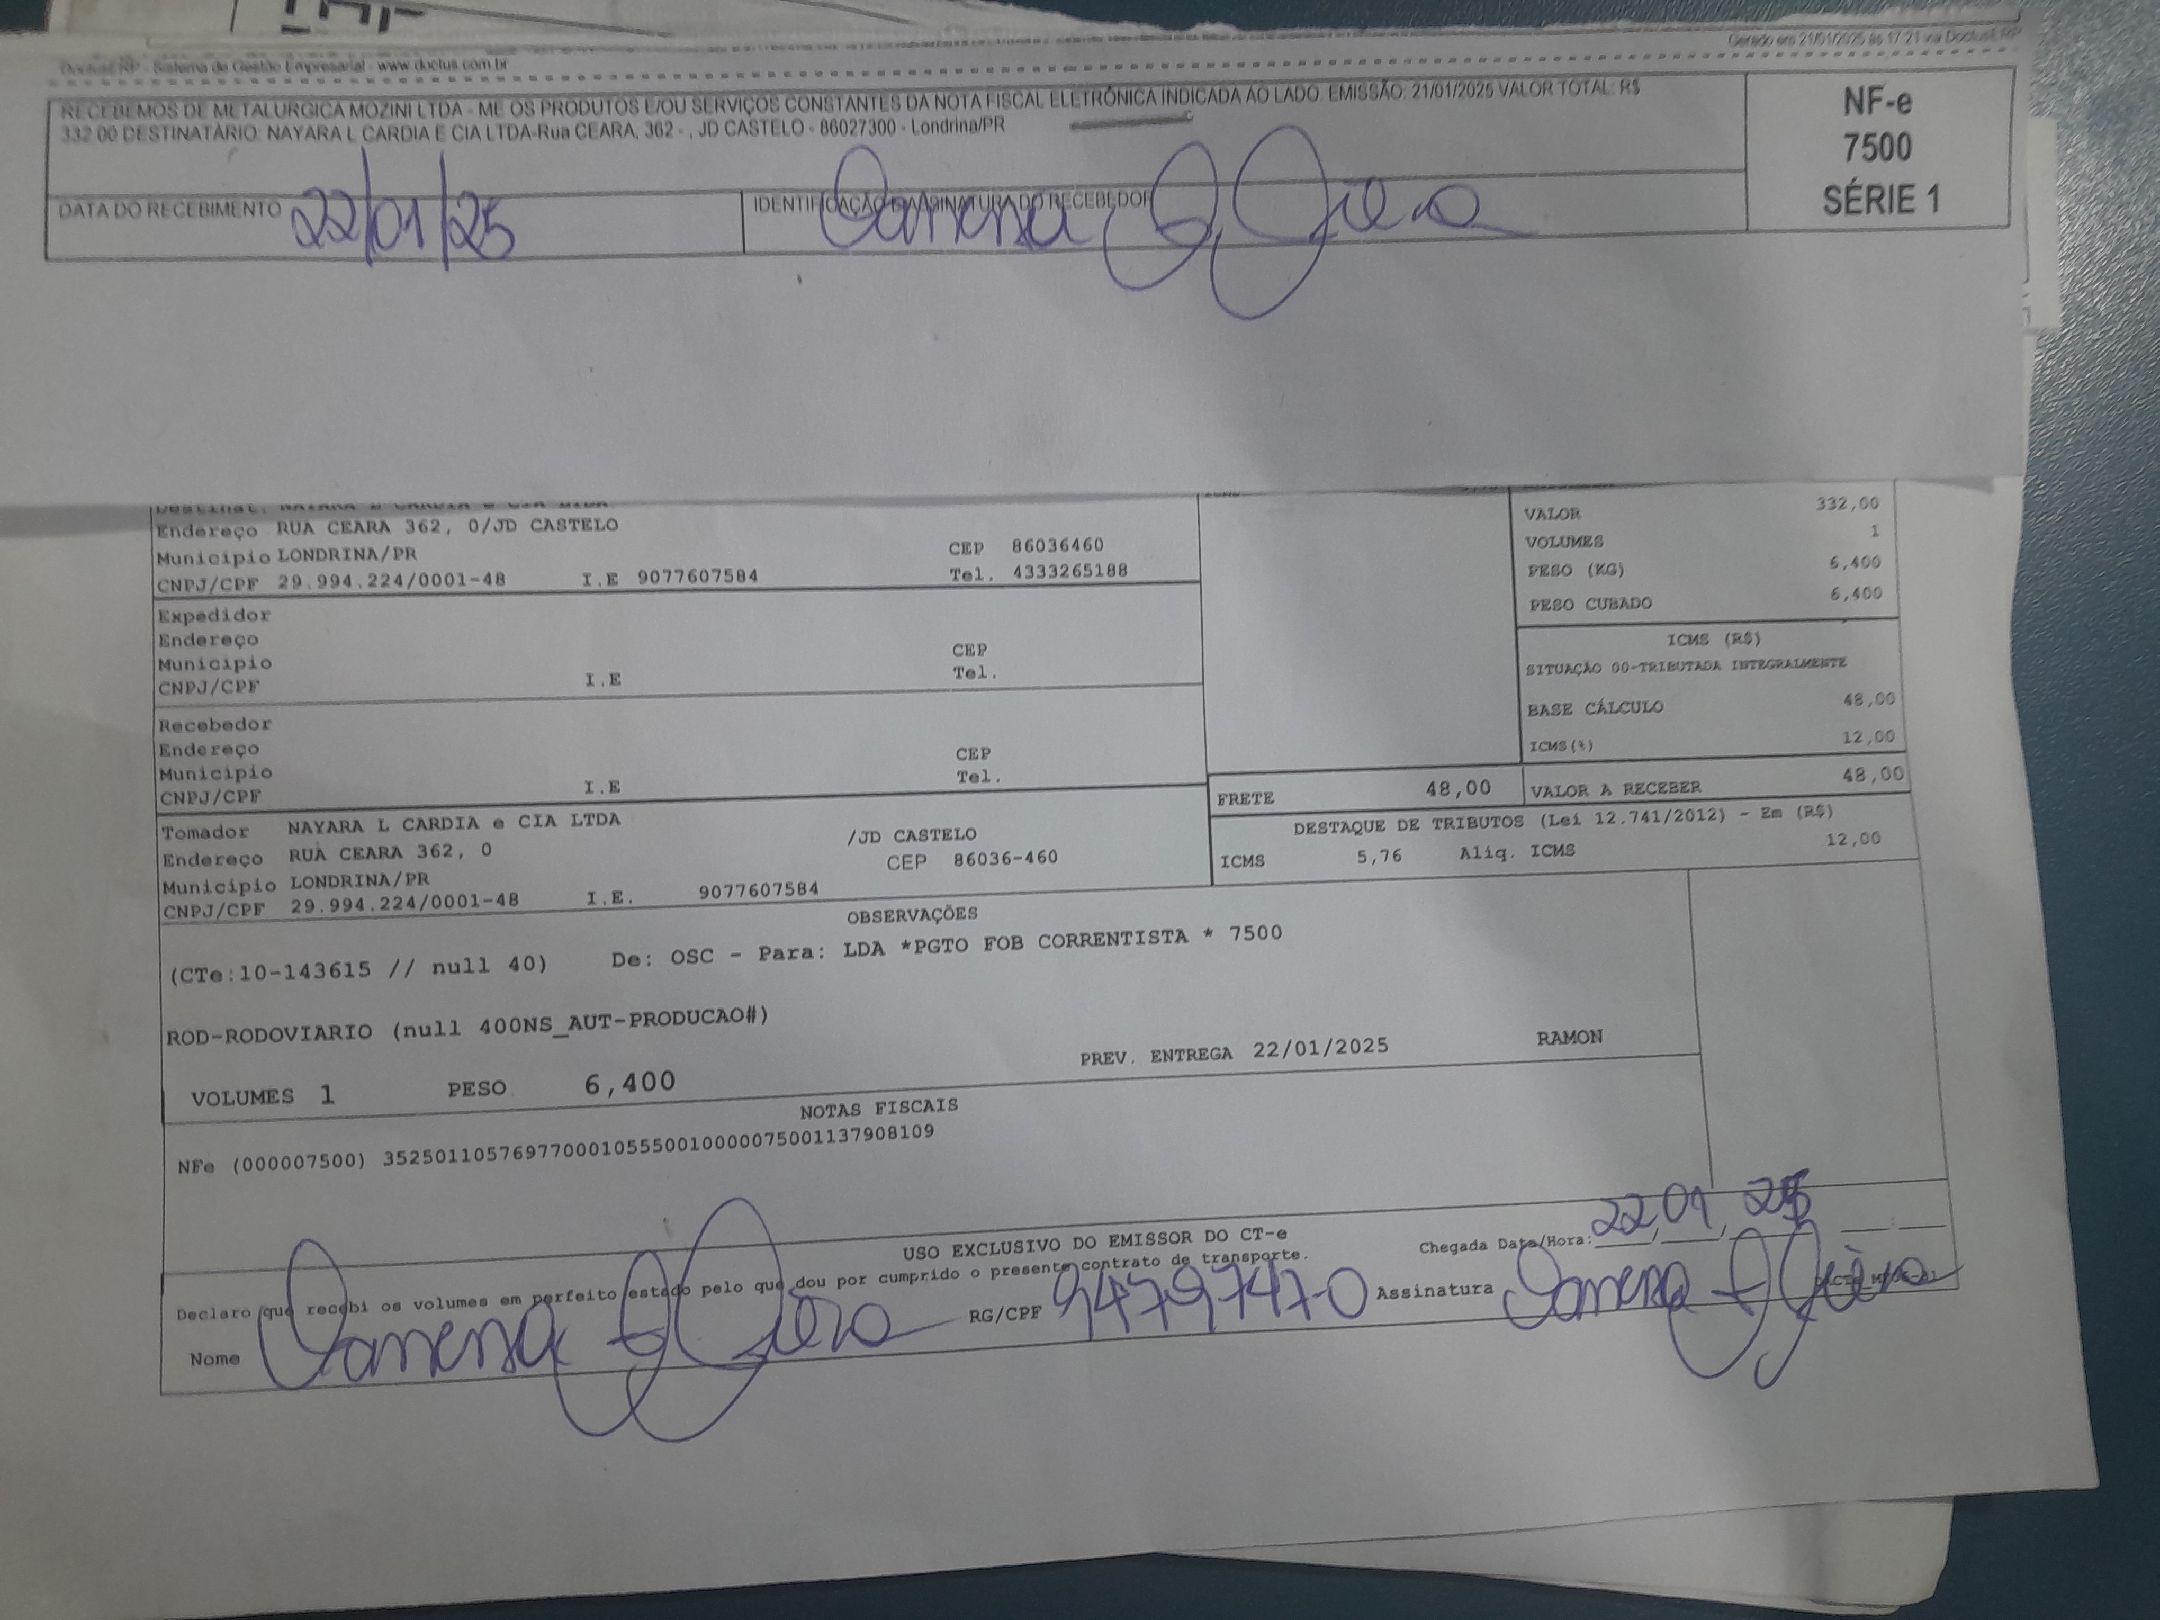 DoctusERP - Sistema de Gestão Empresarial - www.doctus.com.br
Gerado em 21/01/2025 às 17:21 via DoctusERP
RECEBEMOS DE METALURGICA MOZINI LTDA - ME OS PRODUTOS E/OU SERVIÇOS CONSTANTES DA NOTA FISCAL ELETRÔNICA INDICADA AO LADO. EMISSÃO: 21/01/2025 VALOR TOTAL: R$
332,00 DESTINATÁRIO: NAYARA L CARDIA E CIA LTDA-Rua CEARA, 362 - , JD CASTELO - 86027300 - Londrina/PR
NF-e
7500
SÉRIE 1
DATA DO RECEBIMENTO 22/01/25
IDENTIFICAÇÃO E ASSINATURA DO RECEBEDOR
Destinat. NAYARA L CARDIA e CIA LTDA
Endereço RUA CEARA 362, 0/JD CASTELO
Município LONDRINA/PR CEP 86036460
CNPJ/CPF 29.994.224/0001-48 I.E 9077607584 Tel. 4333265188
Expedidor
Endereço
Município CEP
CNPJ/CPF I.E Tel.
Recebedor
Endereço
Município CEP
CNPJ/CPF I.E Tel.
Tomador NAYARA L CARDIA e CIA LTDA
Endereço RUA CEARA 362, 0 /JD CASTELO
Município LONDRINA/PR CEP 86036-460
CNPJ/CPF 29.994.224/0001-48 I.E. 9077607584
VALOR 332,00
VOLUMES 1
PESO (KG) 6,400
PESO CUBADO 6,400
ICMS (R$)
SITUAÇÃO 00-TRIBUTADA INTEGRALMENTE
BASE CÁLCULO 48,00
ICMS(%) 12,00
FRETE 48,00 VALOR A RECEBER 48,00
DESTAQUE DE TRIBUTOS (Lei 12.741/2012) - Em (R$)
ICMS 5,76 Aliq. ICMS 12,00
OBSERVAÇÕES
(CTe:10-143615 // null 40) De: OSC - Para: LDA *PGTO FOB CORRENTISTA * 7500
ROD-RODOVIARIO (null 400NS_AUT-PRODUCAO#)
VOLUMES 1 PESO 6,400 PREV. ENTREGA 22/01/2025 RAMON
NOTAS FISCAIS
NFe (000007500) 35250110576977000105550010000075001137908109
USO EXCLUSIVO DO EMISSOR DO CT-e
Declaro que recebi os volumes em perfeito estado pelo que dou por cumprido o presente contrato de transporte.
Chegada Data/Hora: 22/01/25
Nome
RG/CPF 94797470
Assinatura